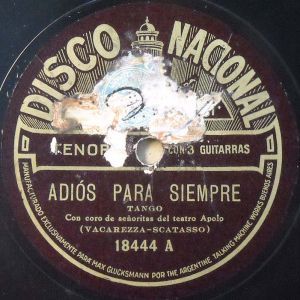 DISCO NACIONAL
TENOR CON 3 GUITARRAS
ADIÓS PARA SIEMPRE
TANGO
Con coro de señoritas del teatro Apolo
(VACAREZZA-SCATASSO)
18444 A
MANUFACTURADO EXCLUSIVAMENTE PARA MAX GLUCKSMANN POR THE ARGENTINE TALKING MACHINE WORKS BUENOS AIRES